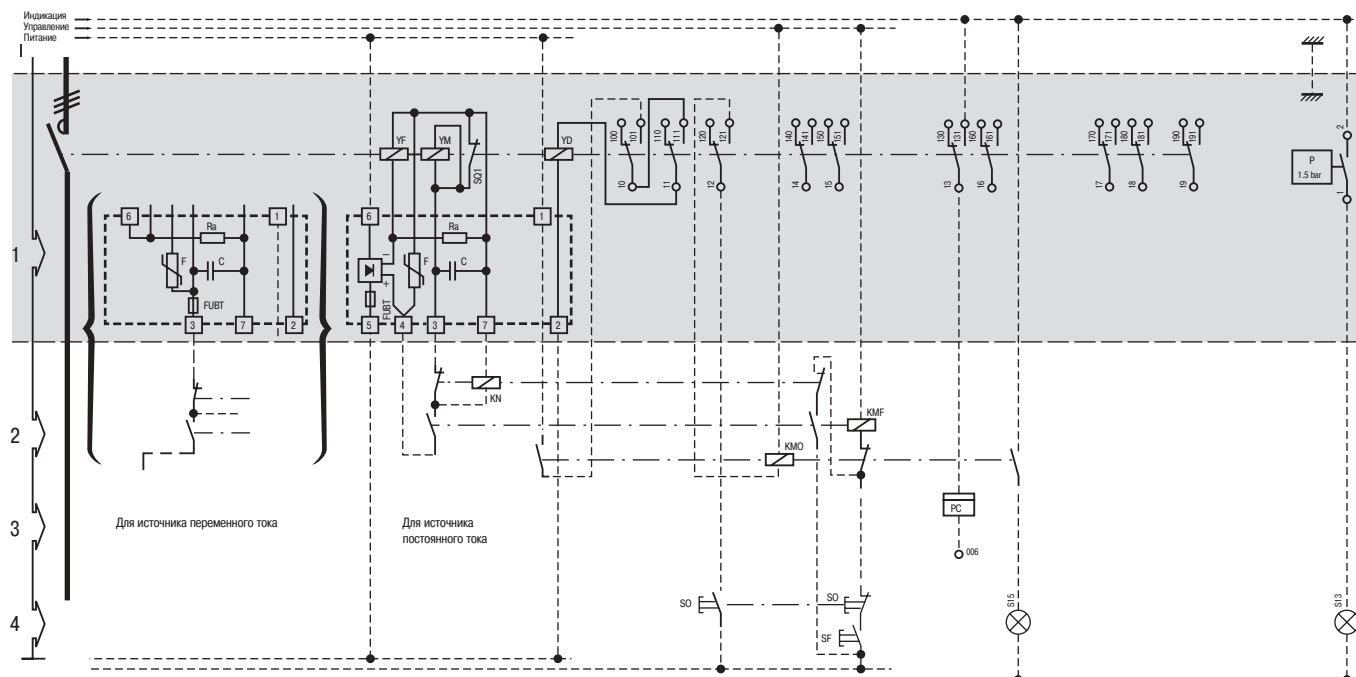 Индикация
Управление
Питание
1
2
3
4
6
1
Ra
F
C
FUBT
3
7
2
YF
YM
SQ1
YD
6
1
Ra
F
C
FUBT
5
4
3
7
2
100
101
110
111
120
121
140
141
150
151
130
131
160
161
170
171
180
181
190
191
10
11
12
14
15
13
16
17
18
19
2
P
1.5 bar
1
KN
KMF
KMO
PC
006
Для источника переменного тока
Для источника
постоянного тока
SO
SO
SF
S15
S13